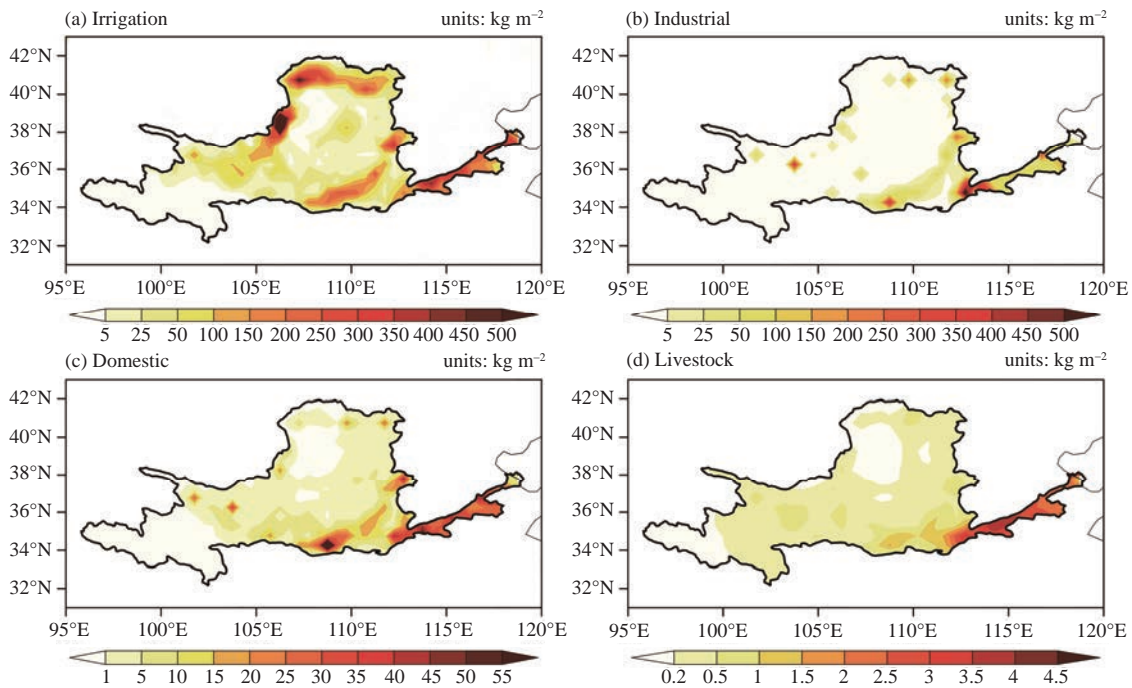 (a) Irrigation units: kg m⁻² (b) Industrial units: kg m⁻²
42°N 42°N
40°N 40°N
38°N 38°N
36°N 36°N
34°N 34°N
32°N 32°N
95°E 100°E 105°E 110°E 115°E 120°E 95°E 100°E 105°E 110°E 115°E 120°E
5 25 50 100 150 200 250 300 350 400 450 500 5 25 50 100 150 200 250 300 350 400 450 500
(c) Domestic units: kg m⁻² (d) Livestock units: kg m⁻²
42°N 42°N
40°N 40°N
38°N 38°N
36°N 36°N
34°N 34°N
32°N 32°N
95°E 100°E 105°E 110°E 115°E 120°E 95°E 100°E 105°E 110°E 115°E 120°E
1 5 10 15 20 25 30 35 40 45 50 55 0.2 0.5 1 1.5 2 2.5 3 3.5 4 4.5